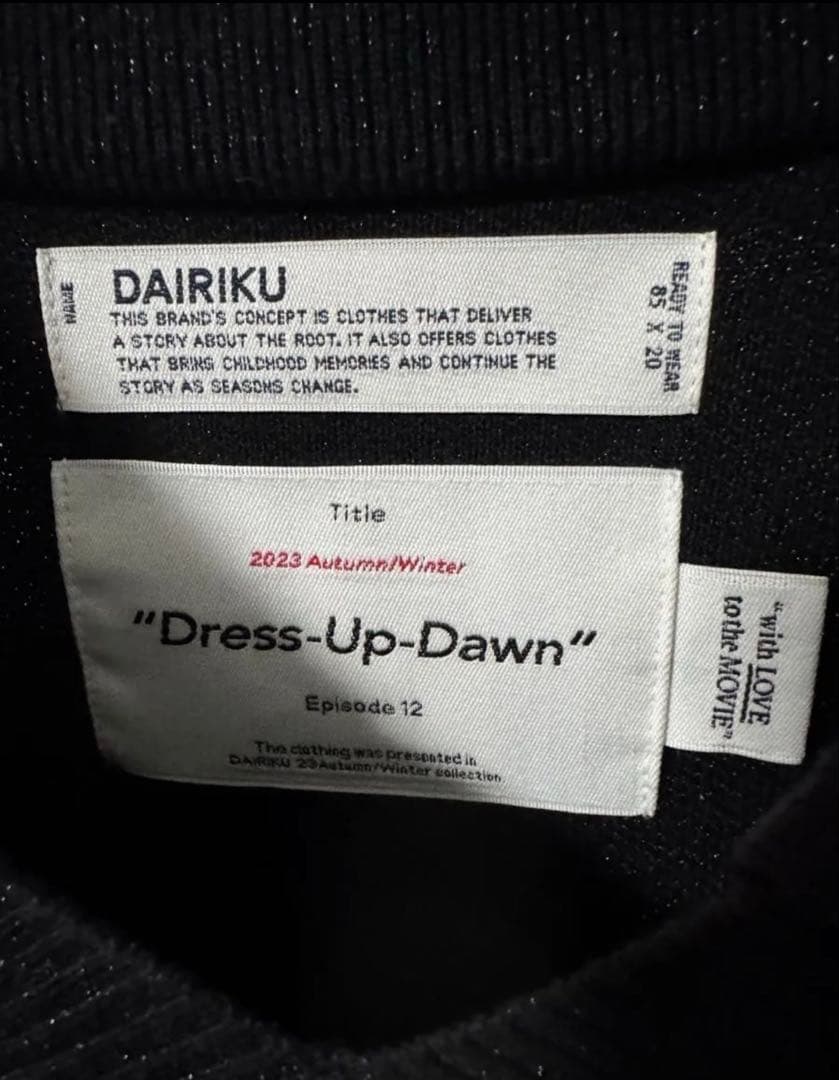 NAME
DAIRIKU
THIS BRAND'S CONCEPT IS CLOTHES THAT DELIVER
A STORY ABOUT THE ROOT. IT ALSO OFFERS CLOTHES
THAT BRING CHILDHOOD MEMORIES AND CONTINUE THE
STORY AS SEASONS CHANGE.
READY TO WEAR
85 X 20
Title
2023 Autumn/Winter
"Dress-Up-Dawn"
Episode 12
The clothing was presented in
DAIRIKU 23Autumn/Winter collection
"with LOVE
to the MOVIE"